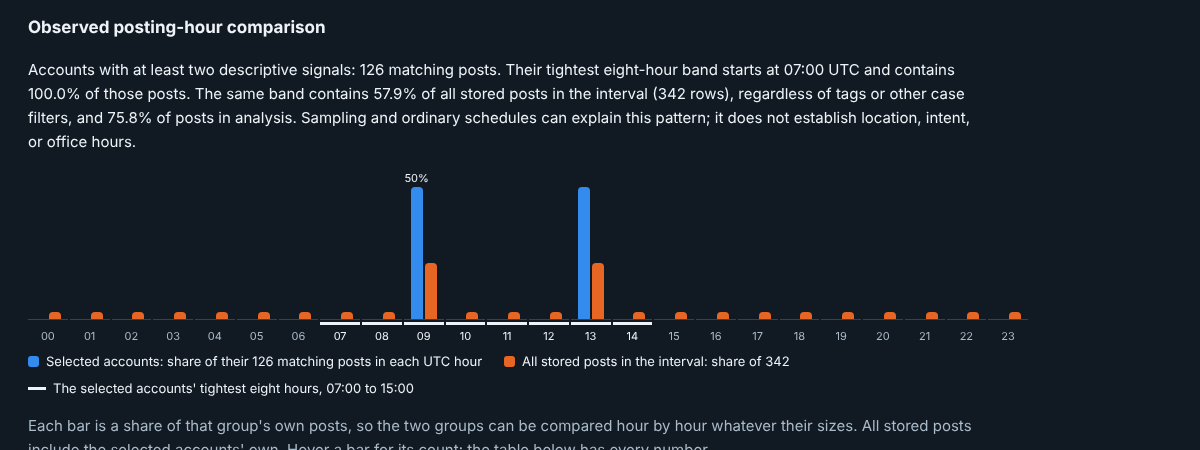 Observed posting-hour comparison
Accounts with at least two descriptive signals: 126 matching posts. Their tightest eight-hour band starts at 07:00 UTC and contains
100.0% of those posts. The same band contains 57.9% of all stored posts in the interval (342 rows), regardless of tags or other case
filters, and 75.8% of posts in analysis. Sampling and ordinary schedules can explain this pattern; it does not establish location, intent,
or office hours.
50%
00 01 02 03 04 05 06 07 08 09 10 11 12 13 14 15 16 17 18 19 20 21 22 23
Selected accounts: share of their 126 matching posts in each UTC hour All stored posts in the interval: share of 342
The selected accounts' tightest eight hours, 07:00 to 15:00
Each bar is a share of that group's own posts, so the two groups can be compared hour by hour whatever their sizes. All stored posts
include the selected accounts' own. Hover a bar for its count; the table below has every number.